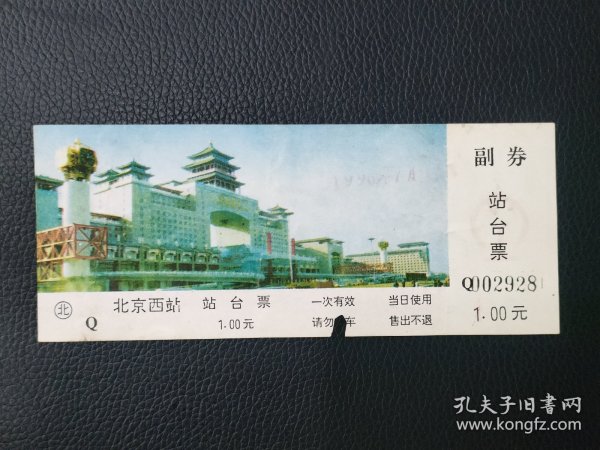 副券
站台票
Q002928
1.00元
北
Q
北京西站 站台票
1.00元
一次有效 当日使用
请勿 车 售出不退
孔夫子旧书网
www.kongfz.com